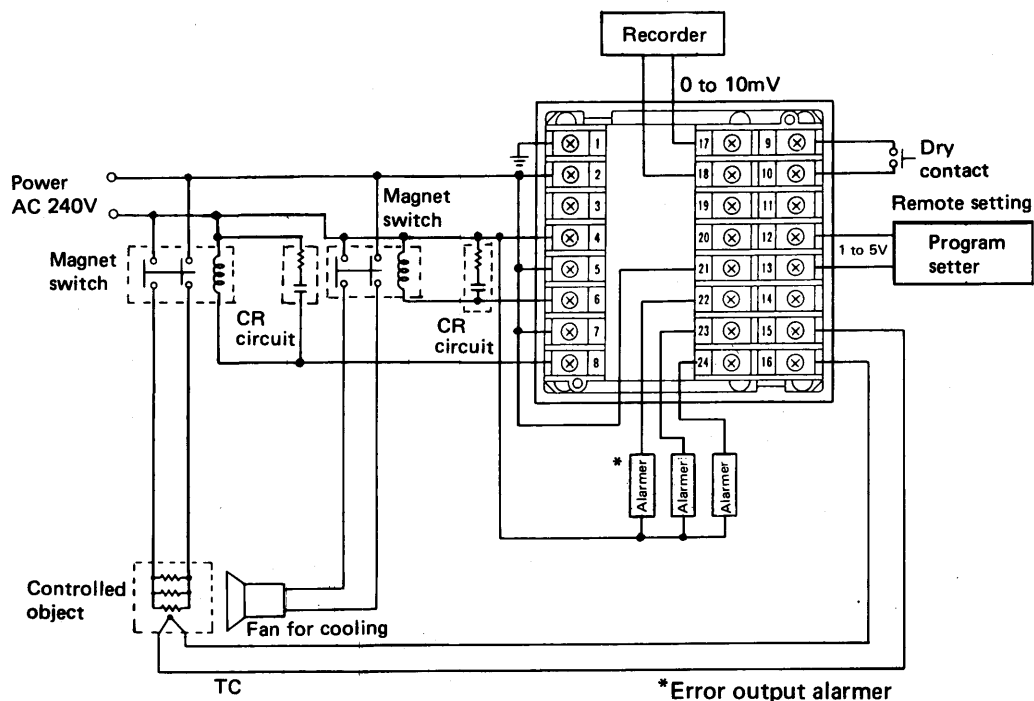 Recorder
0 to 10mV
Power
AC 240V
Magnet
switch
Magnet
switch
CR
circuit
CR
circuit
1
2
3
4
5
6
7
8
17
18
19
20
21
22
23
24
9
10
11
12
13
14
15
16
Dry
contact
Remote setting
1 to 5V
Program
setter
*
Alarmer
Alarmer
Alarmer
Controlled
object
Fan for cooling
TC
*Error output alarmer